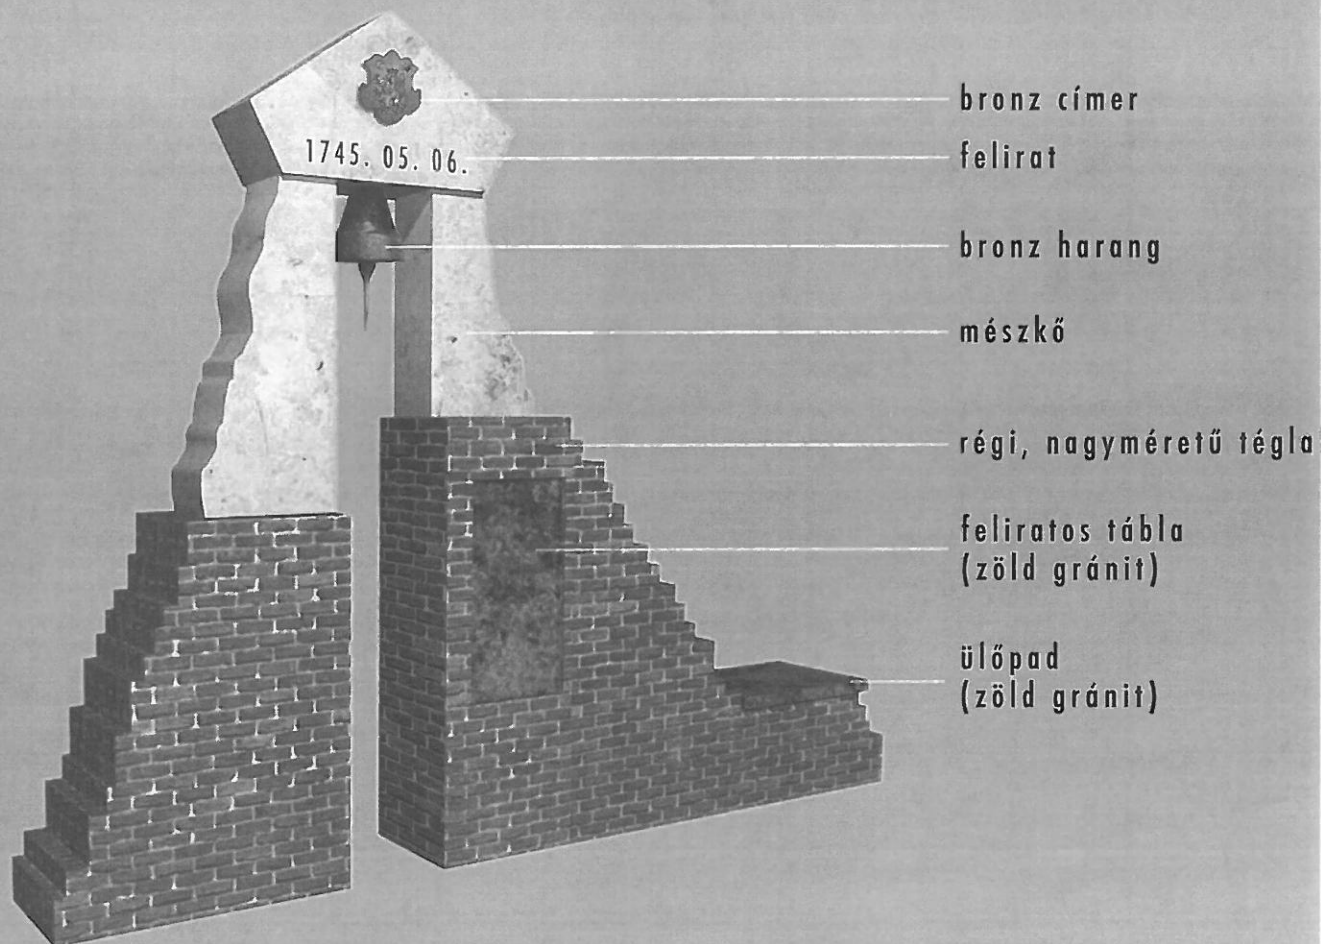 bronz címer
1745. 05. 06.
felirat
bronz harang
mészkő
régi, nagyméretű tégla
feliratos tábla
(zöld gránit)
ülőpad
(zöld gránit)